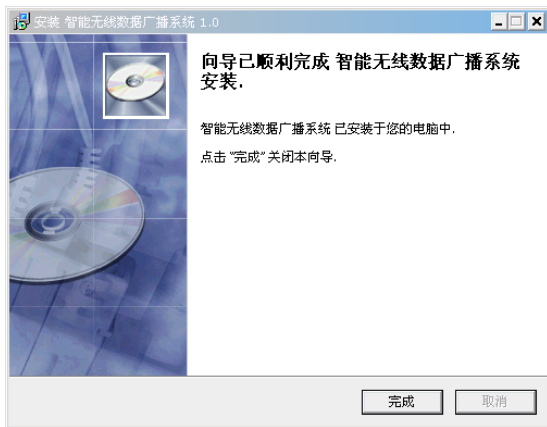 安装 智能无线数据广播系统 1.0
向导已顺利完成 智能无线数据广播系统
安装.
智能无线数据广播系统 已安装于您的电脑中.
点击 “完成” 关闭本向导.
完成
取消